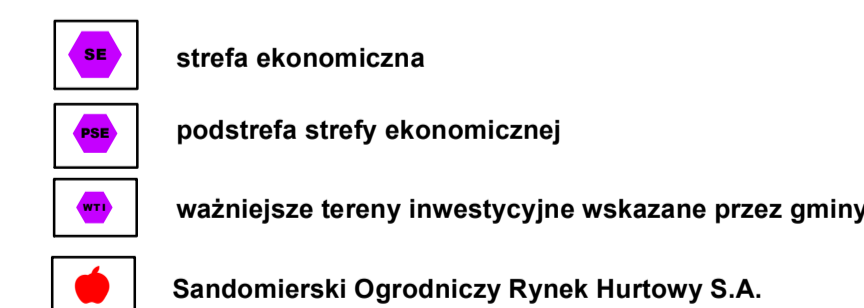 SE strefa ekonomiczna
PSE podstrefa strefy ekonomicznej
WTI ważniejsze tereny inwestycyjne wskazane przez gminy
Sandomierski Ogrodniczy Rynek Hurtowy S.A.